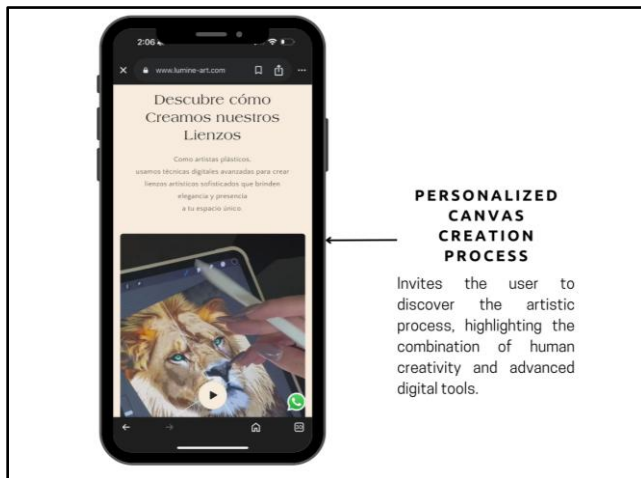 2:06
www.lumine-art.com
Descubre cómo
Creamos nuestros
Lienzos
Como artistas plásticos,
usamos técnicas digitales avanzadas para crear
lienzos artísticos sofisticados que brinden
elegancia y presencia
a tu espacio único.
PERSONALIZED
CANVAS
CREATION
PROCESS
Invites the user to
discover the artistic
process, highlighting the
combination of human
creativity and advanced
digital tools.